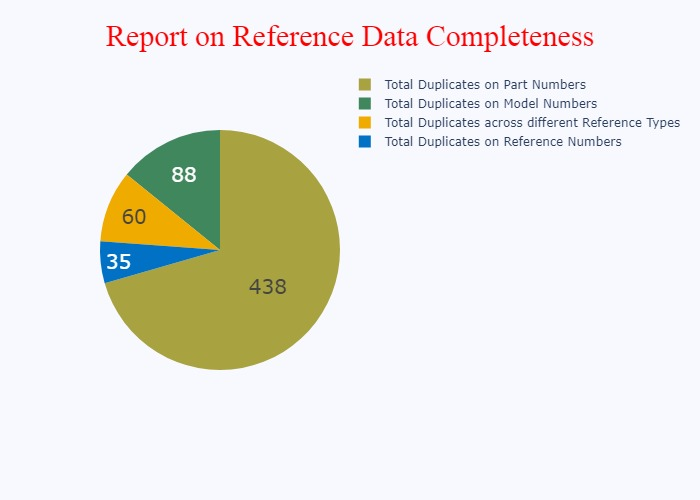 Report on Reference Data Completeness
Total Duplicates on Part Numbers
Total Duplicates on Model Numbers
Total Duplicates across different Reference Types
Total Duplicates on Reference Numbers
88
60
35
438